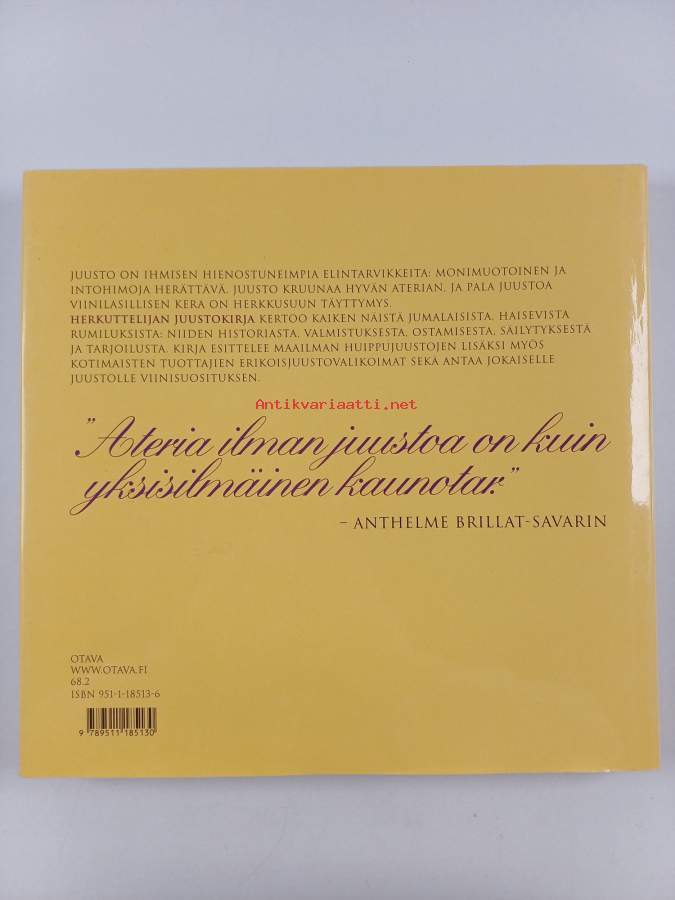 JUUSTO ON IHMISEN HIENOSTUNEIMPIA ELINTARVIKKEITA: MONIMUOTOINEN JA
INTOHIMOJA HERÄTTÄVÄ. JUUSTO KRUUNAA HYVÄN ATERIAN, JA PALA JUUSTOA
VIINILASILLISEN KERA ON HERKKUSUUN TÄYTTYMYS.
HERKUTTELIJAN JUUSTOKIRJA KERTOO KAIKEN NÄISTÄ JUMALAISISTA, HAISEVISTA
RUMILUKSISTA: NIIDEN HISTORIASTA, VALMISTUKSESTA, OSTAMISESTA, SÄILYTYKSESTÄ
JA TARJOILUSTA. KIRJA ESITTELEE MAAILMAN HUIPPUJUUSTOJEN LISÄKSI MYÖS
KOTIMAISTEN TUOTTAJIEN ERIKOISJUUSTOVALIKOIMAT SEKÄ ANTAA JOKAISELLE
JUUSTOLLE VIINISUOSITUKSEN.
Antikvariaatti.net
"Ateria ilman juustoa on kuin
yksisilmäinen kaunotar."
– ANTHELME BRILLAT-SAVARIN
OTAVA
WWW.OTAVA.FI
68.2
ISBN 951-1-18513-6
9 789511 185130